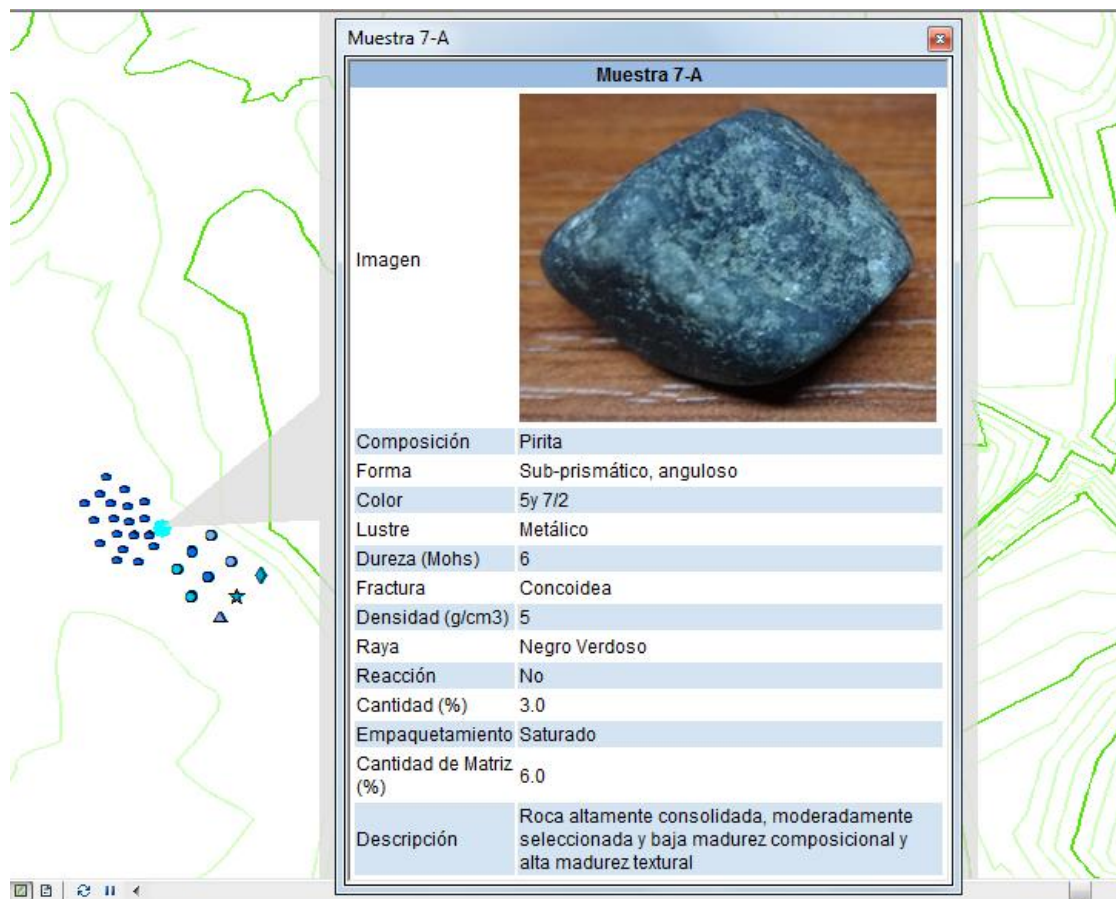 Muestra 7-A
Muestra 7-A
Imagen
Composición Pirita
Forma Sub-prismático, anguloso
Color 5y 7/2
Lustre Metálico
Dureza (Mohs) 6
Fractura Concoidea
Densidad (g/cm3) 5
Raya Negro Verdoso
Reacción No
Cantidad (%) 3.0
Empaquetamiento Saturado
Cantidad de Matriz
(%) 6.0
Descripción
Roca altamente consolidada, moderadamente
seleccionada y baja madurez composicional y
alta madurez textural